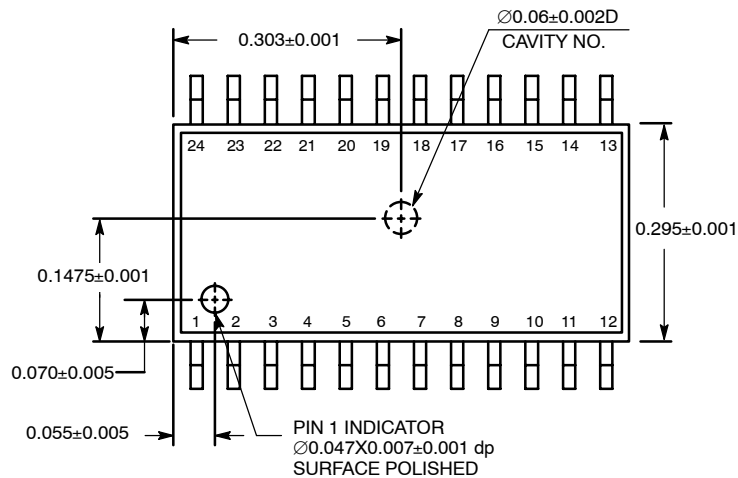 ∅0.06±0.002D
CAVITY NO.
0.303±0.001
24 23 22 21 20 19 18 17 16 15 14 13
0.295±0.001
0.1475±0.001
1 2 3 4 5 6 7 8 9 10 11 12
0.070±0.005
0.055±0.005
PIN 1 INDICATOR
∅0.047X0.007±0.001 dp
SURFACE POLISHED